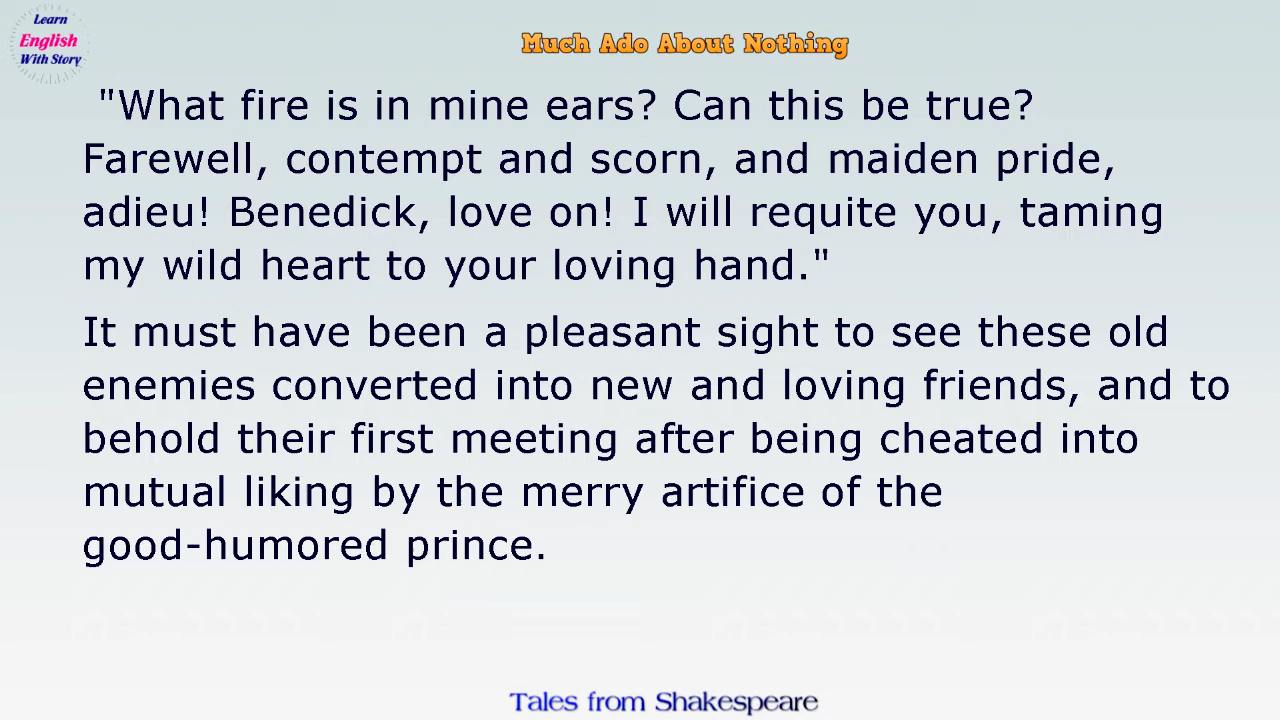 Learn
English
With Story
Much Ado About Nothing
"What fire is in mine ears? Can this be true?
Farewell, contempt and scorn, and maiden pride,
adieu! Benedick, love on! I will requite you, taming
my wild heart to your loving hand."
It must have been a pleasant sight to see these old
enemies converted into new and loving friends, and to
behold their first meeting after being cheated into
mutual liking by the merry artifice of the
good-humored prince.
Tales from Shakespeare